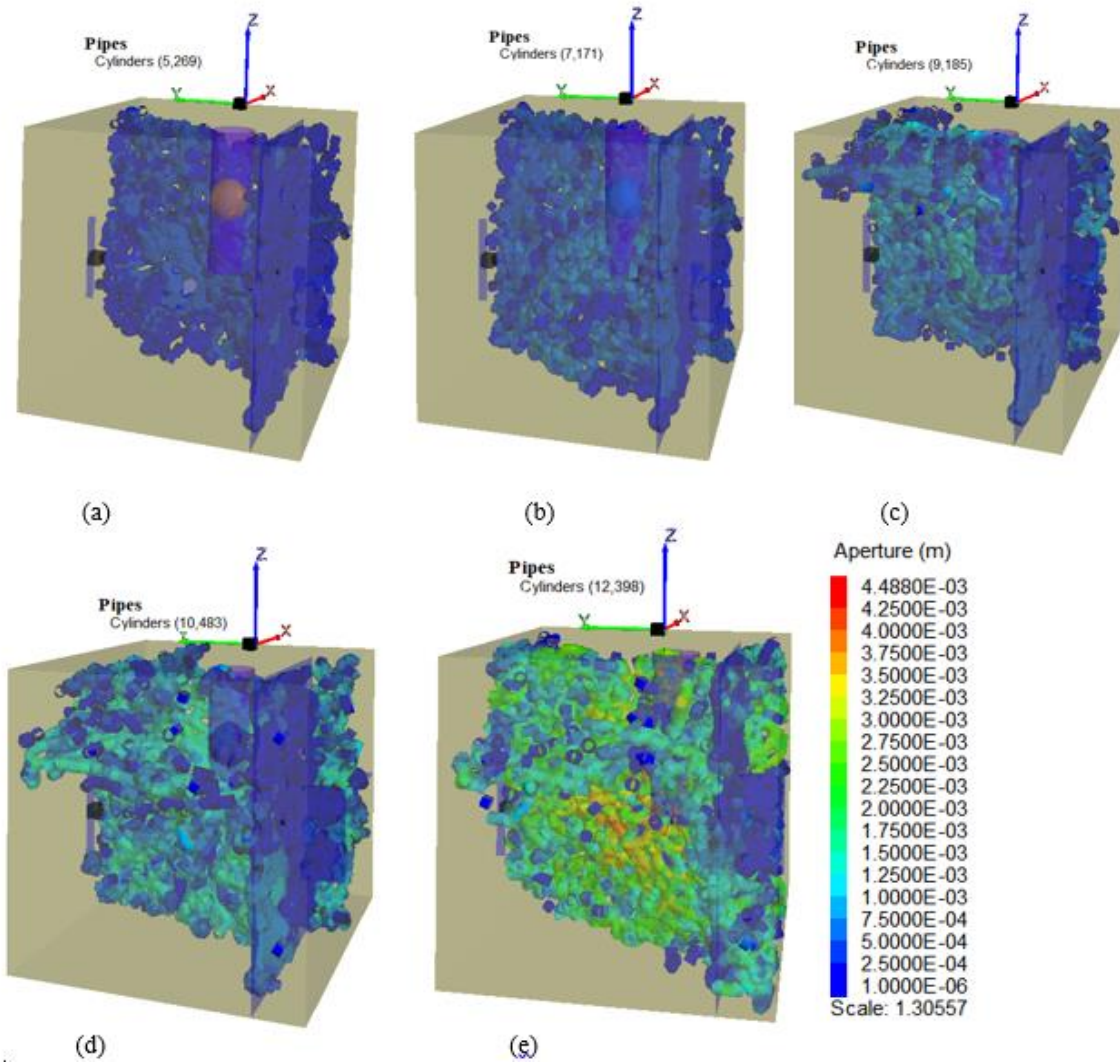 Z
Pipes
Cylinders (5,269)
Y
X
Z
Pipes
Cylinders (7,171)
Y
X
Z
Pipes
Cylinders (9,185)
Y
X
(a)
(b)
(c)
Z
Pipes
Cylinders (10,483)
Y
X
Z
Pipes
Cylinders (12,398)
Y
X
Aperture (m)
4.4880E-03
4.2500E-03
4.0000E-03
3.7500E-03
3.2500E-03
3.0000E-03
2.7500E-03
2.5000E-03
2.2500E-03
2.0000E-03
1.7500E-03
1.5000E-03
1.2500E-03
1.0000E-03
7.5000E-04
5.0000E-04
2.5000E-04
1.0000E-06
Scale: 1.30557
(d)
(e)